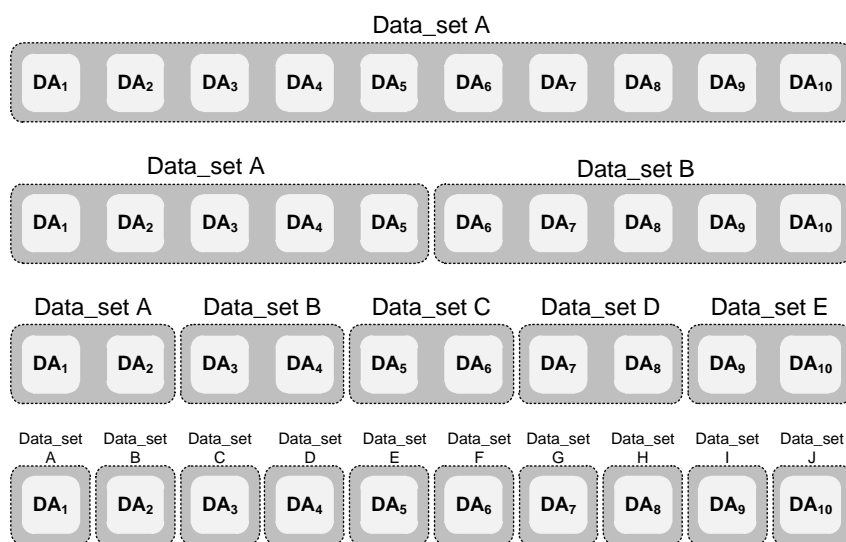 Data_set A
DA1 DA2 DA3 DA4 DA5 DA6 DA7 DA8 DA9 DA10
Data_set A Data_set B
DA1 DA2 DA3 DA4 DA5 DA6 DA7 DA8 DA9 DA10
Data_set A Data_set B Data_set C Data_set D Data_set E
DA1 DA2 DA3 DA4 DA5 DA6 DA7 DA8 DA9 DA10
Data_set Data_set Data_set Data_set Data_set Data_set Data_set Data_set Data_set Data_set
A B C D E F G H I J
DA1 DA2 DA3 DA4 DA5 DA6 DA7 DA8 DA9 DA10